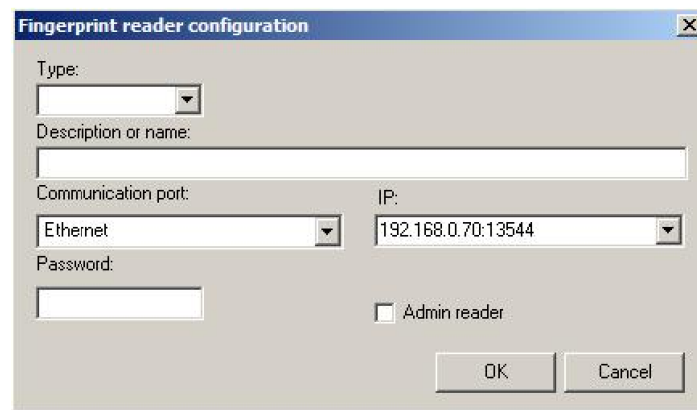 Fingerprint reader configuration
Type:
Description or name:
Communication port:
IP:
Ethernet
192.168.0.70:13544
Password:
Admin reader
OK
Cancel